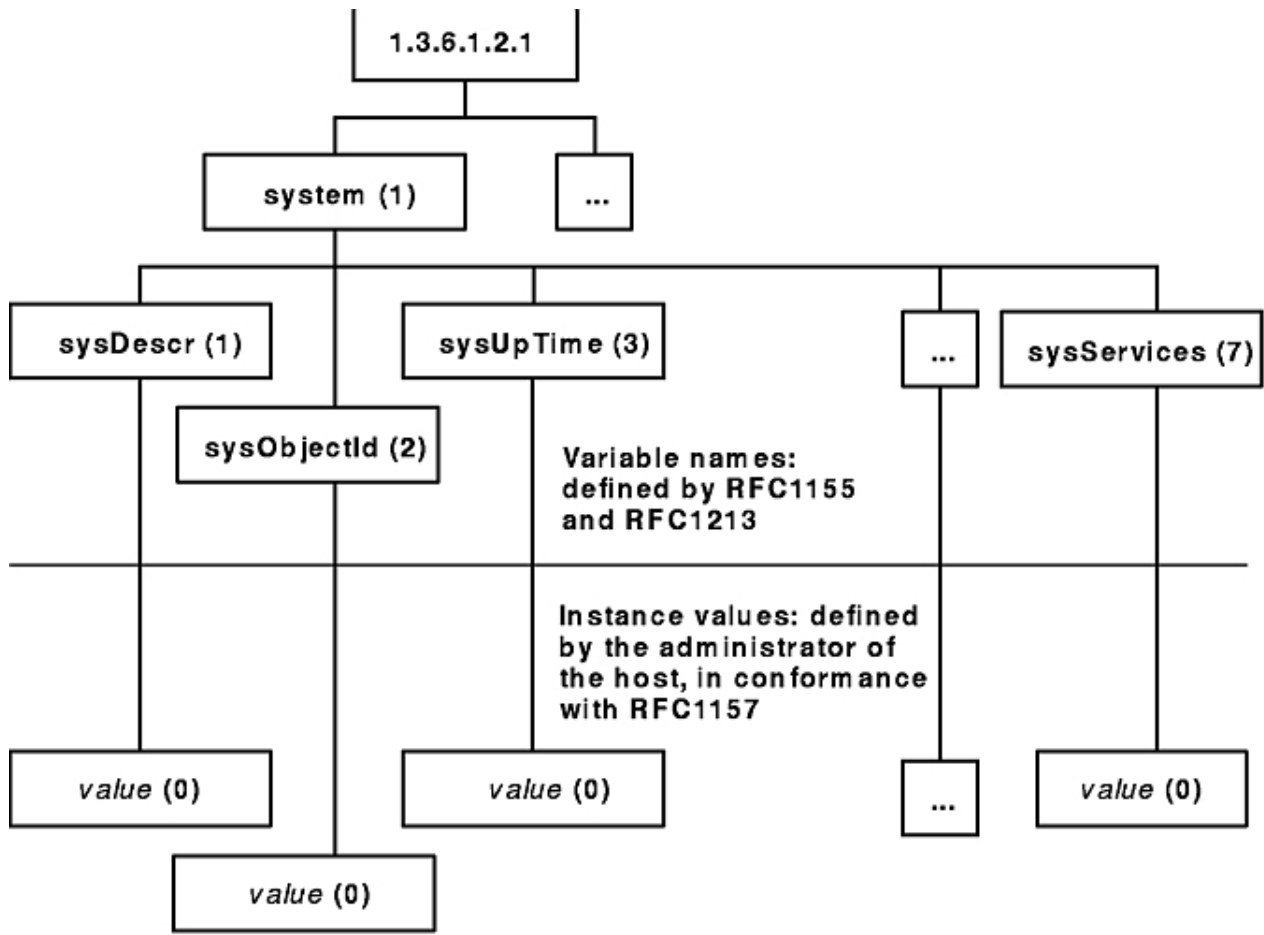 1.3.6.1.2.1
system (1)
...
sysDescr (1)
sysUpTime (3)
...
sysServices (7)
sysObjectId (2)
Variable names:
defined by RFC1155
and RFC1213
Instance values: defined
by the administrator of
the host, in conformance
with RFC1157
value (0)
value (0)
...
value (0)
value (0)